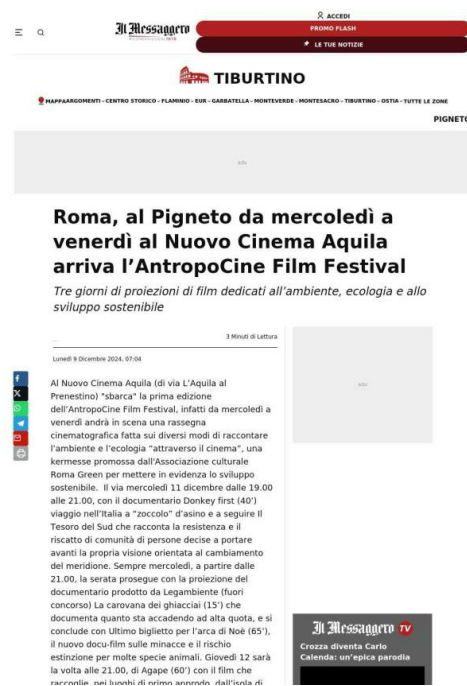 ACCEDI
Il Messaggero
PROMO FLASH
LE TUE NOTIZIE
TIBURTINO
MAPPA ARGOMENTI - CENTRO STORICO - FLAMINIO - EUR - GARBATELLA - MONTEVERDE - MONTESACRO - TIBURTINO - OSTIA - TUTTE LE ZONE
PIGNETO
adv
Roma, al Pigneto da mercoledì a
venerdì al Nuovo Cinema Aquila
arriva l’AntropoCine Film Festival
Tre giorni di proiezioni di film dedicati all’ambiente, ecologia e allo
sviluppo sostenibile
3 Minuti di Lettura
Lunedì 9 Dicembre 2024, 07:04
adv
Al Nuovo Cinema Aquila (di via L'Aquila al
Prenestino) "sbarca" la prima edizione
dell'AntropoCine Film Festival, infatti da mercoledì a
venerdì andrà in scena una rassegna
cinematografica fatta sui diversi modi di raccontare
l’ambiente e l’ecologia “attraverso il cinema”, una
kermesse promossa dall’Associazione culturale
Roma Green per mettere in evidenza lo sviluppo
sostenibile.  Il via mercoledì 11 dicembre dalle 19.00
alle 21.00, con il documentario Donkey first (40’)
viaggio nell’Italia a “zoccolo” d’asino e a seguire Il
Tesoro del Sud che racconta la resistenza e il
riscatto di comunità di persone decise a portare
avanti la propria visione orientata al cambiamento
del meridione. Sempre mercoledì, a partire dalle
21.00, la serata prosegue con la proiezione del
documentario prodotto da Legambiente (fuori
concorso) La carovana dei ghiacciai (15’) che
documenta quanto sta accadendo ad alta quota, e si
conclude con Ultimo biglietto per l’arca di Noè (65’),
il nuovo docu-film sulle minacce e il rischio
estinzione per molte specie animali. Giovedì 12 sarà
la volta alle 21.00, di Agape (60’) con il film che
raccoglie, nei luoghi di primo approdo, dall’isola di
Il Messaggero TV
Crozza diventa Carlo
Calenda: un’epica parodia